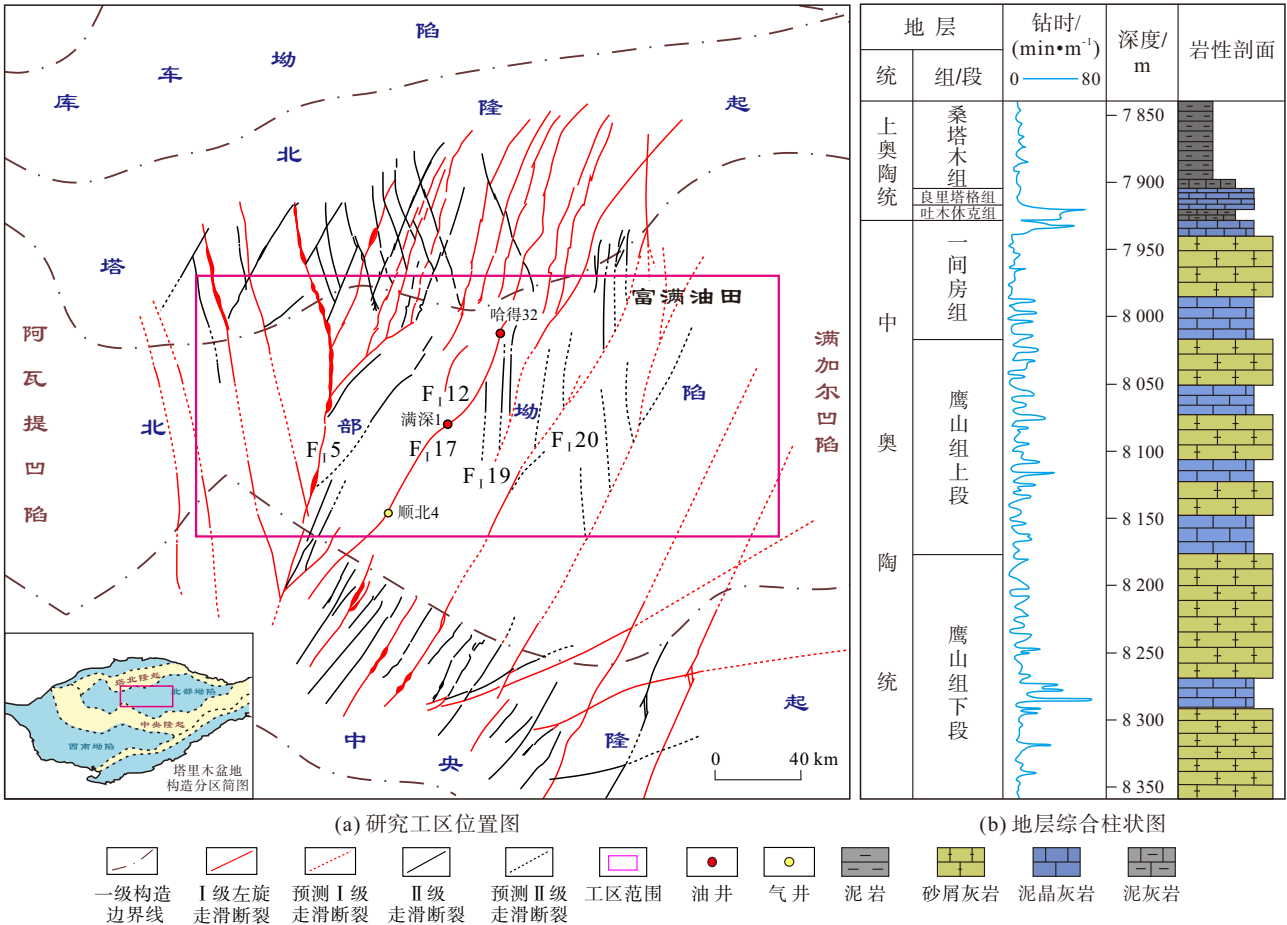 库车坳陷
塔北隆起
阿瓦提凹陷
满加尔凹陷
北部坳陷
中央隆起
富满油田
哈得32
FⅠ12
满深1
FⅠ17
FⅠ5
FⅠ19
FⅠ20
顺北4
0 40 km
塔北隆起
北部坳陷
中央隆起
西南坳陷
塔里木盆地
构造分区简图
(a) 研究工区位置图
地层
统
组/段
钻时/
(min•m⁻¹)
0 80
深度/
m
岩性剖面
上奥陶统
桑塔木组
良里塔格组
吐木休克组
中奥陶统
一间房组
鹰山组上段
鹰山组下段
7 850
7 900
7 950
8 000
8 050
8 100
8 150
8 200
8 250
8 300
8 350
(b) 地层综合柱状图
一级构造
边界线
Ⅰ级左旋
走滑断裂
预测Ⅰ级
走滑断裂
Ⅱ级
走滑断裂
预测Ⅱ级
走滑断裂
工区范围
油井
气井
泥岩
砂屑灰岩
泥晶灰岩
泥灰岩